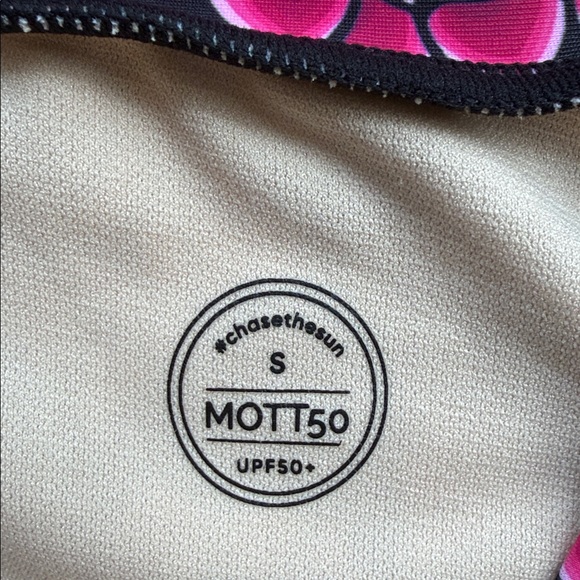 #chasethesun
S
MOTT50
UPF50+